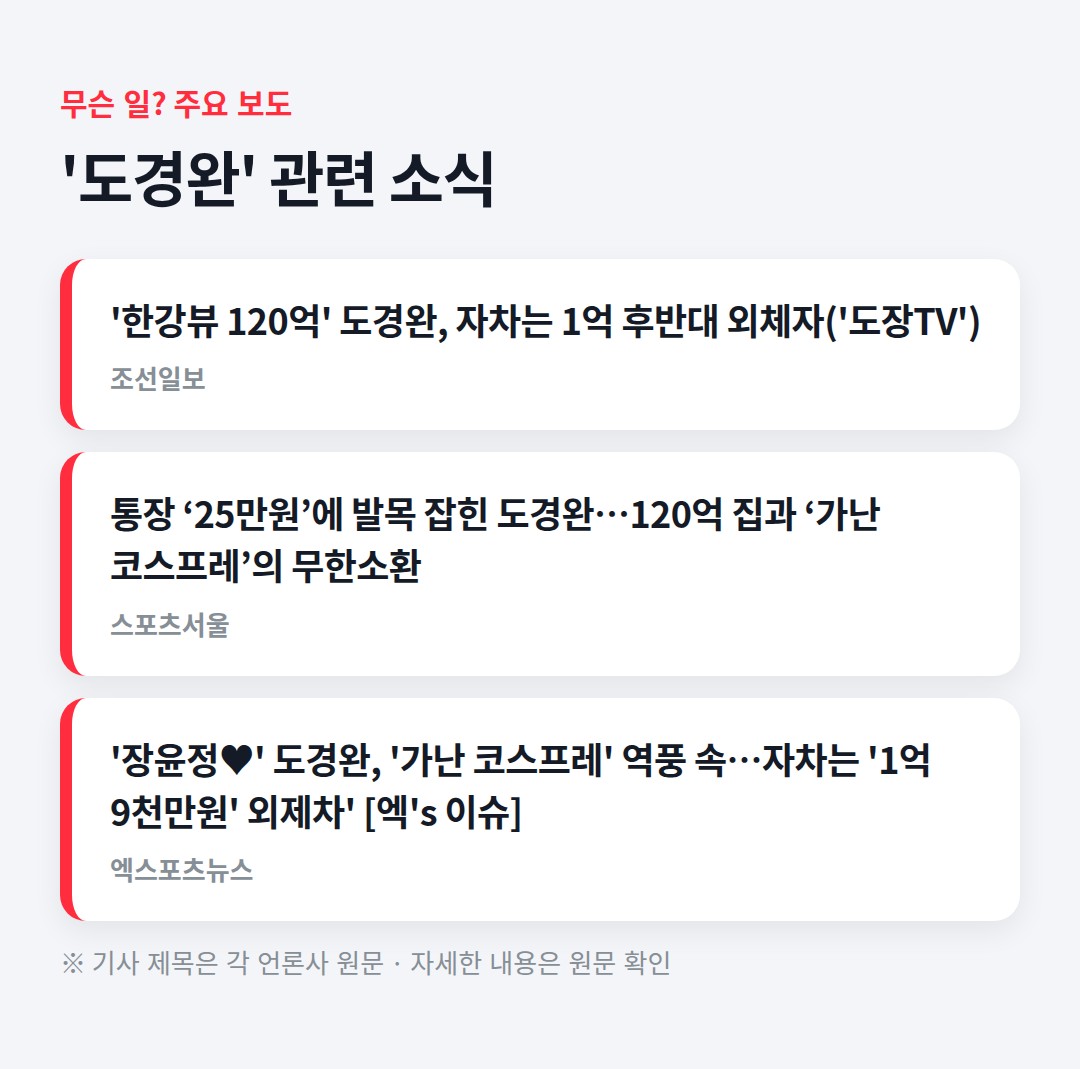 무슨 일? 주요 보도
'도경완' 관련 소식
'한강뷰 120억' 도경완, 자차는 1억 후반대 외체자('도장TV')
조선일보
통장 ‘25만원’에 발목 잡힌 도경완…120억 집과 ‘가난
코스프레’의 무한소환
스포츠서울
'장윤정♥' 도경완, '가난 코스프레' 역풍 속…자차는 '1억
9천만원' 외제차' [엑's 이슈]
엑스포츠뉴스
※ 기사 제목은 각 언론사 원문 · 자세한 내용은 원문 확인